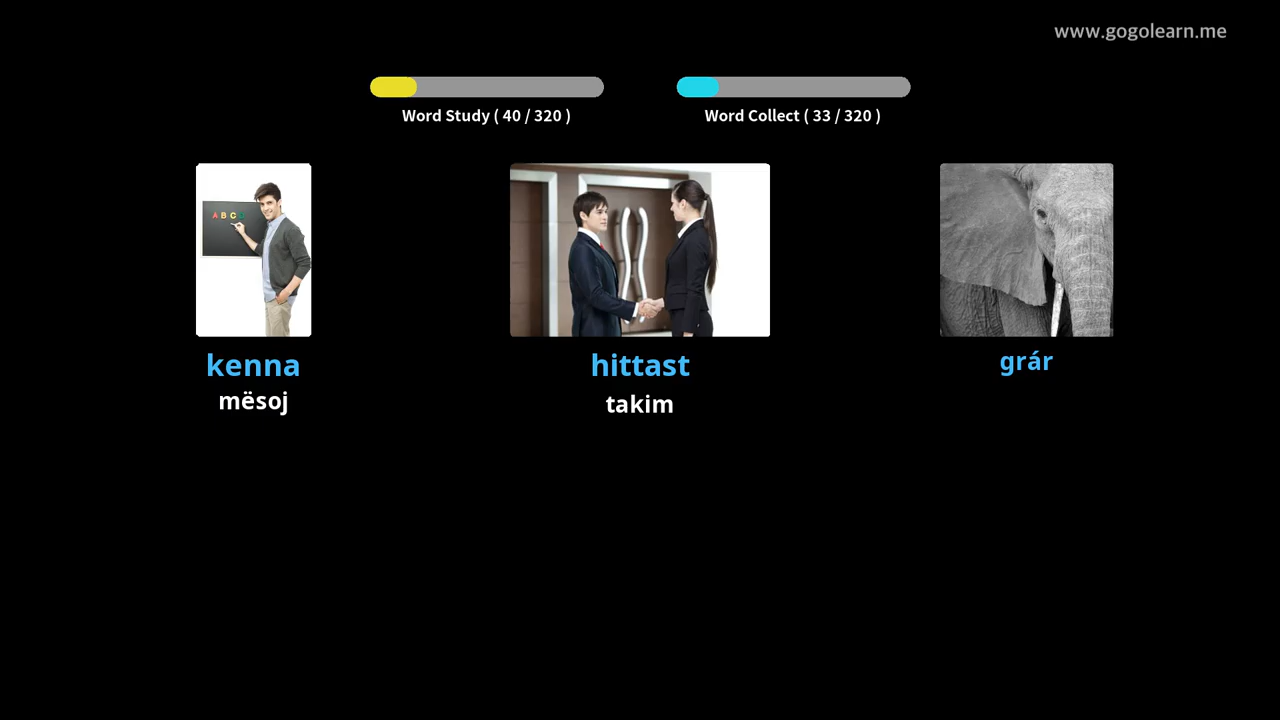 www.gogolearn.me
Word Study ( 40 / 320 )
Word Collect ( 33 / 320 )
A B C D
kenna
hittast
grár
mësoj
takim